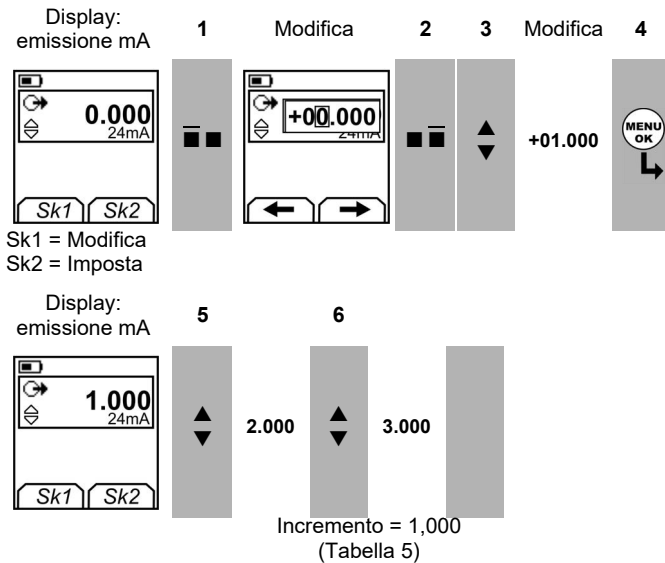 Display:
emissione mA
1
Modifica
2
3
Modifica
4
0.000
24mA
Sk1
Sk2
+00.000
24mA
+01.000
MENU
OK
Sk1 = Modifica
Sk2 = Imposta
Display:
emissione mA
5
6
1.000
24mA
Sk1
Sk2
2.000
3.000
Incremento = 1,000
(Tabella 5)